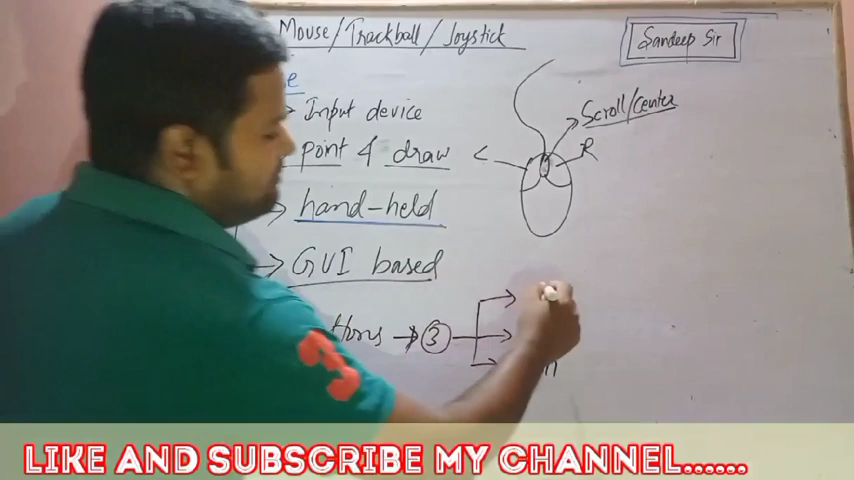 Mouse/Trackball/Joystick
Sandeep Sir
Input device
Scroll/Center
point & draw
L
R
hand-held
GUI based
3
33
LIKE AND SUBSCRIBE MY CHANNEL......